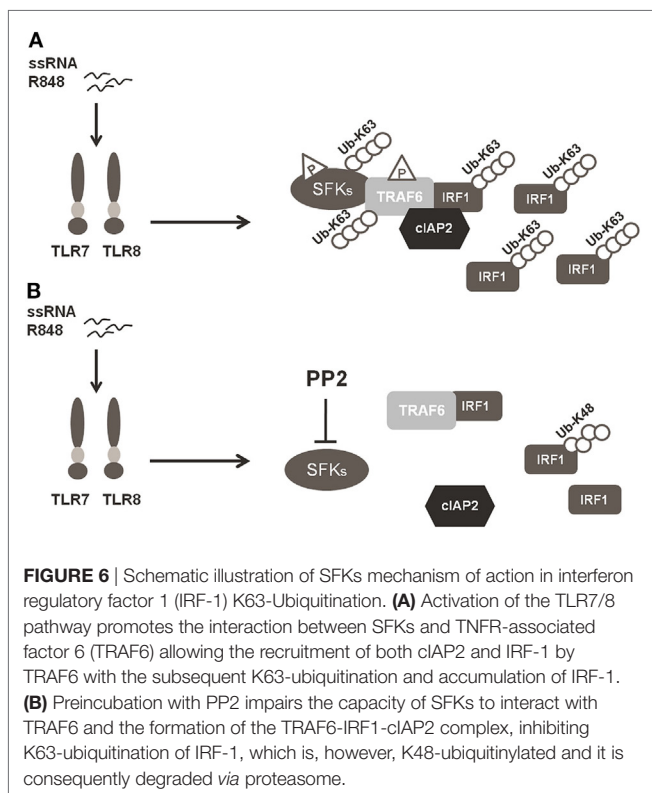 A
ssRNA
R848
TLR7 TLR8
P
SFKs
Ub-K63
Ub-K63
P
TRAF6
IRF1
Ub-K63
cIAP2
IRF1
Ub-K63
IRF1
Ub-K63
IRF1
Ub-K63
B
ssRNA
R848
TLR7 TLR8
PP2
SFKs
TRAF6
IRF1
cIAP2
Ub-K48
IRF1
IRF1
FIGURE 6 | Schematic illustration of SFKs mechanism of action in interferon
regulatory factor 1 (IRF-1) K63-Ubiquitination. (A) Activation of the TLR7/8
pathway promotes the interaction between SFKs and TNFR-associated
factor 6 (TRAF6) allowing the recruitment of both cIAP2 and IRF-1 by
TRAF6 with the subsequent K63-ubiquitination and accumulation of IRF-1.
(B) Preincubation with PP2 impairs the capacity of SFKs to interact with
TRAF6 and the formation of the TRAF6-IRF1-cIAP2 complex, inhibiting
K63-ubiquitination of IRF-1, which is, however, K48-ubiquitinylated and it is
consequently degraded via proteasome.